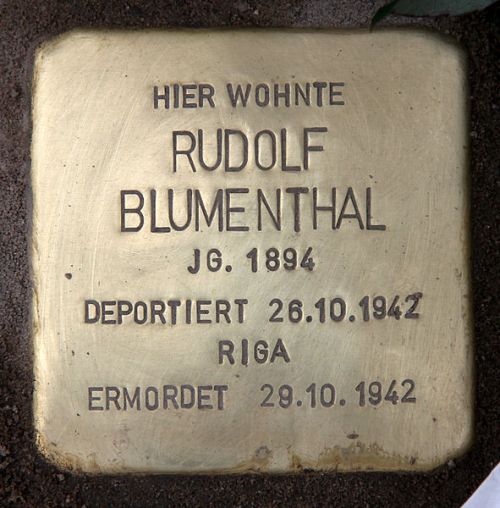 HIER WOHNTE
RUDOLF
BLUMENTHAL
JG. 1894
DEPORTIERT 26.10.1942
RIGA
ERMORDET 29.10.1942